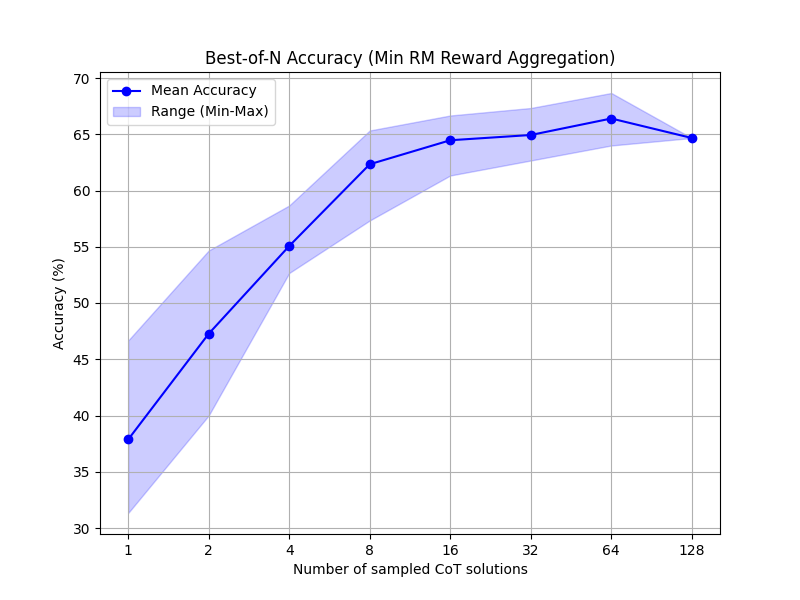 Best-of-N Accuracy (Min RM Reward Aggregation)
Mean Accuracy
Range (Min-Max)
Accuracy (%)
70
65
60
55
50
45
40
35
30
1 2 4 8 16 32 64 128
Number of sampled CoT solutions